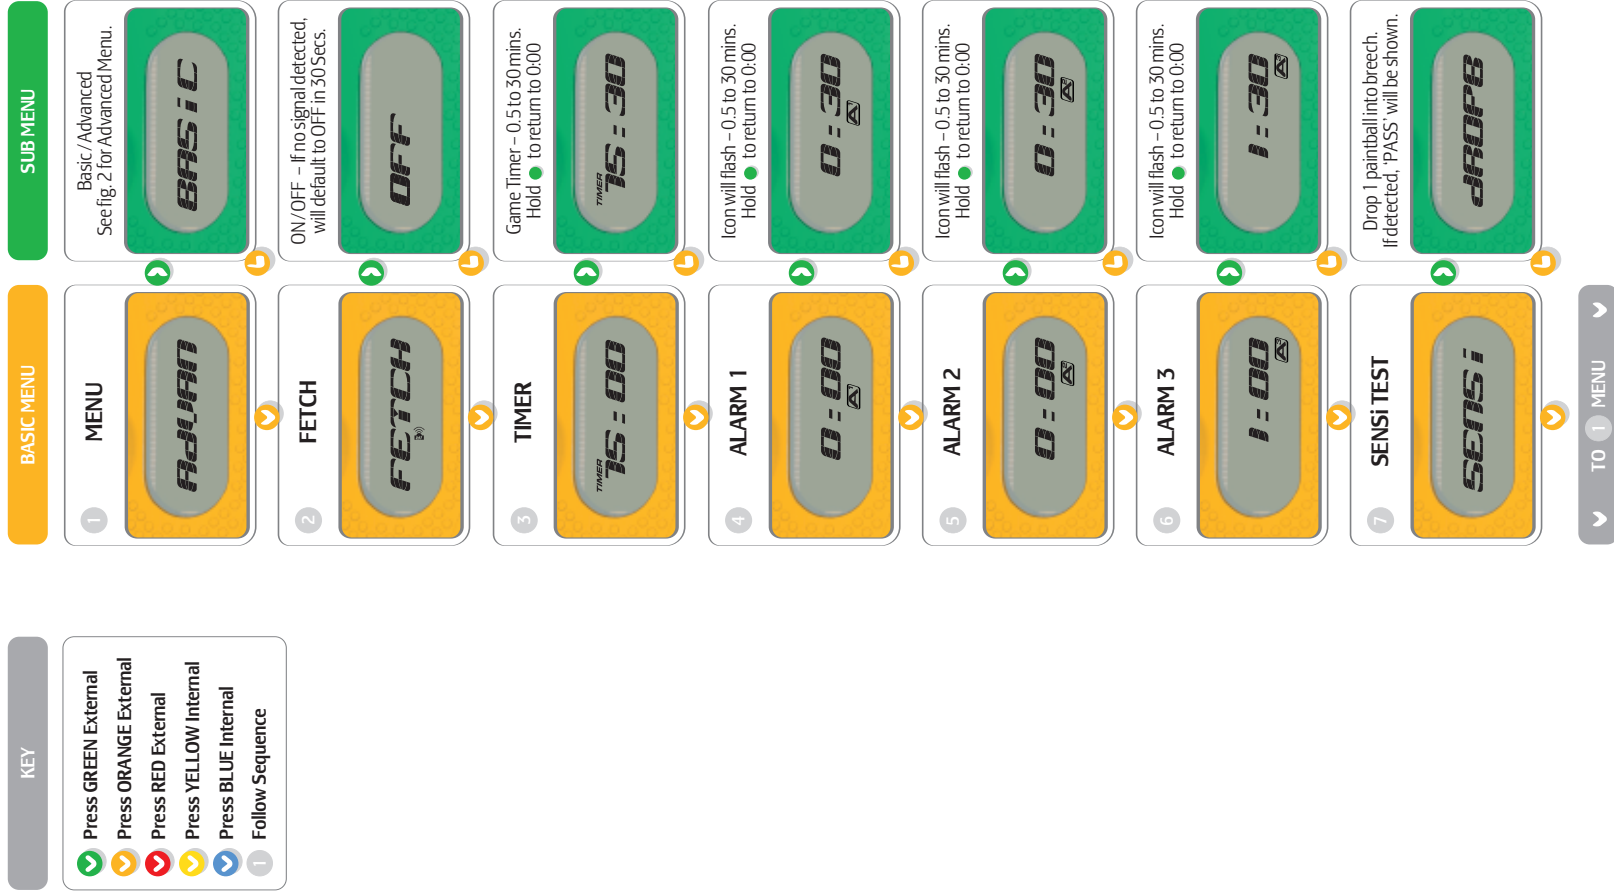 KEY
Press GREEN External
Press ORANGE External
Press RED External
Press YELLOW Internal
Press BLUE Internal
1 Follow Sequence
BASIC MENU
SUB MENU
1
MENU
AdVAN
Basic / Advanced
See fig. 2 for Advanced Menu.
BASiC
2
FETCH
FETCH
ON/OFF – If no signal detected,
will default to OFF in 30 Secs.
OFF
3
TIMER
TIMER
15:00
Game Timer – 0.5 to 30 mins.
Hold to return to 0:00
TIMER
15:30
4
ALARM 1
0:00
A1
Icon will flash – 0.5 to 30 mins.
Hold to return to 0:00
0:30
A1
5
ALARM 2
0:00
A2
Icon will flash – 0.5 to 30 mins.
Hold to return to 0:00
0:30
A2
6
ALARM 3
1:00
A3
Icon will flash – 0.5 to 30 mins.
Hold to return to 0:00
1:30
A3
7
SENSi TEST
SENSi
Drop 1 paintball into breech.
If detected, 'PASS' will be shown.
dROPB
TO 1 MENU